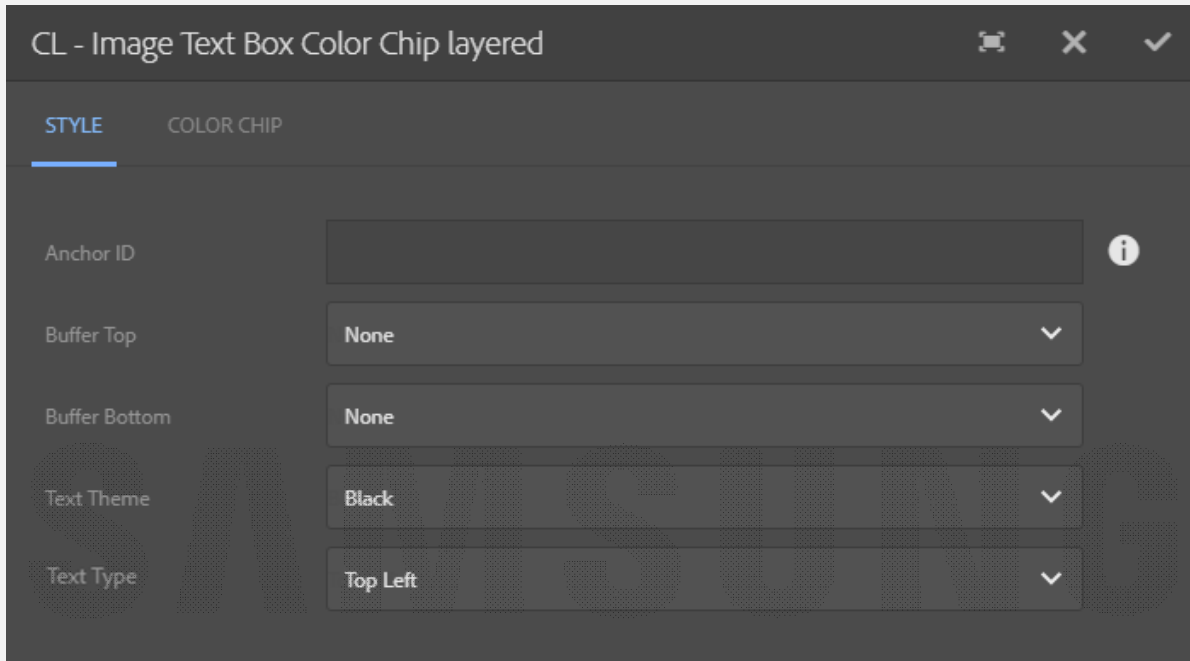 CL - Image Text Box Color Chip layered
STYLE COLOR CHIP
Anchor ID
Buffer Top None
Buffer Bottom None
Text Theme Black
Text Type Top Left
SAMSUNG